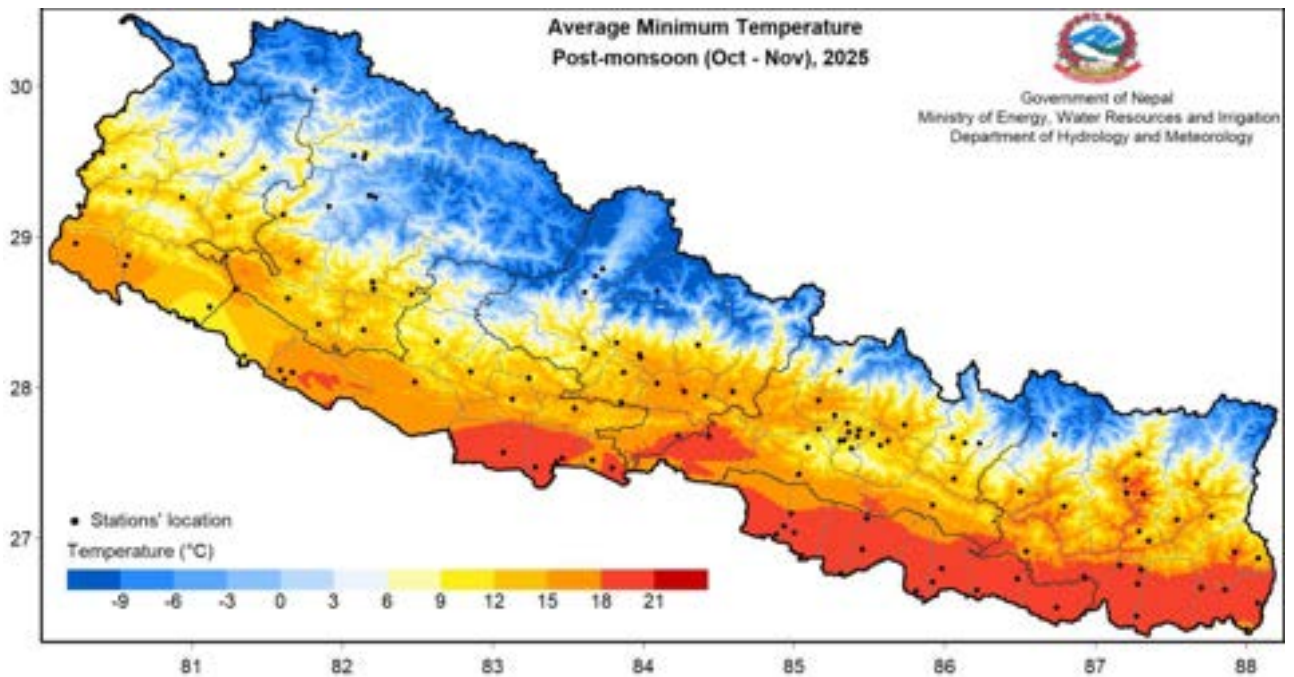 Average Minimum Temperature
Post-monsoon (Oct - Nov), 2025
Government of Nepal
Ministry of Energy, Water Resources and Irrigation
Department of Hydrology and Meteorology
30
29
28
27
Stations' location
Temperature (°C)
-9 -6 -3 0 3 6 9 12 15 18 21
81 82 83 84 85 86 87 88